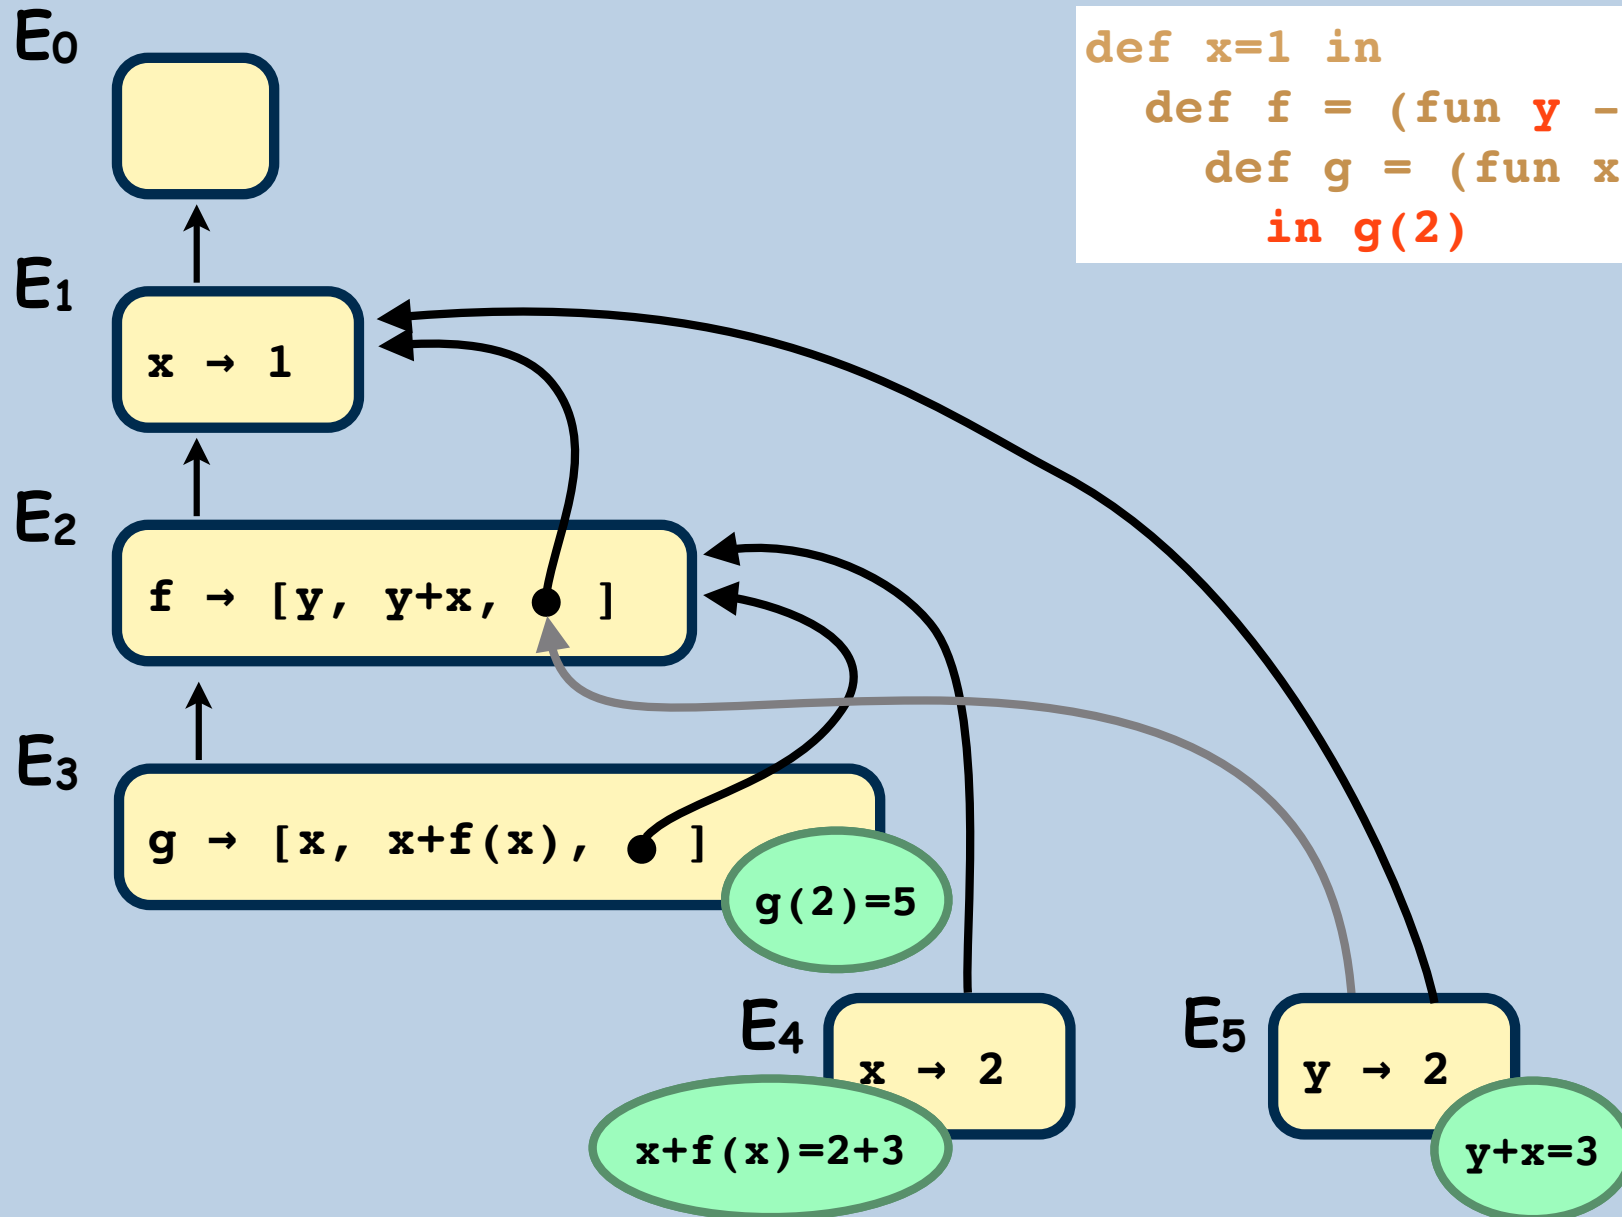 E0
def x=1 in
def f = (fun y -
def g = (fun x
in g(2)
E1
x → 1
E2
f → [y, y+x, ]
E3
g → [x, x+f(x), ]
g(2)=5
E4
x → 2
E5
y → 2
x+f(x)=2+3
y+x=3